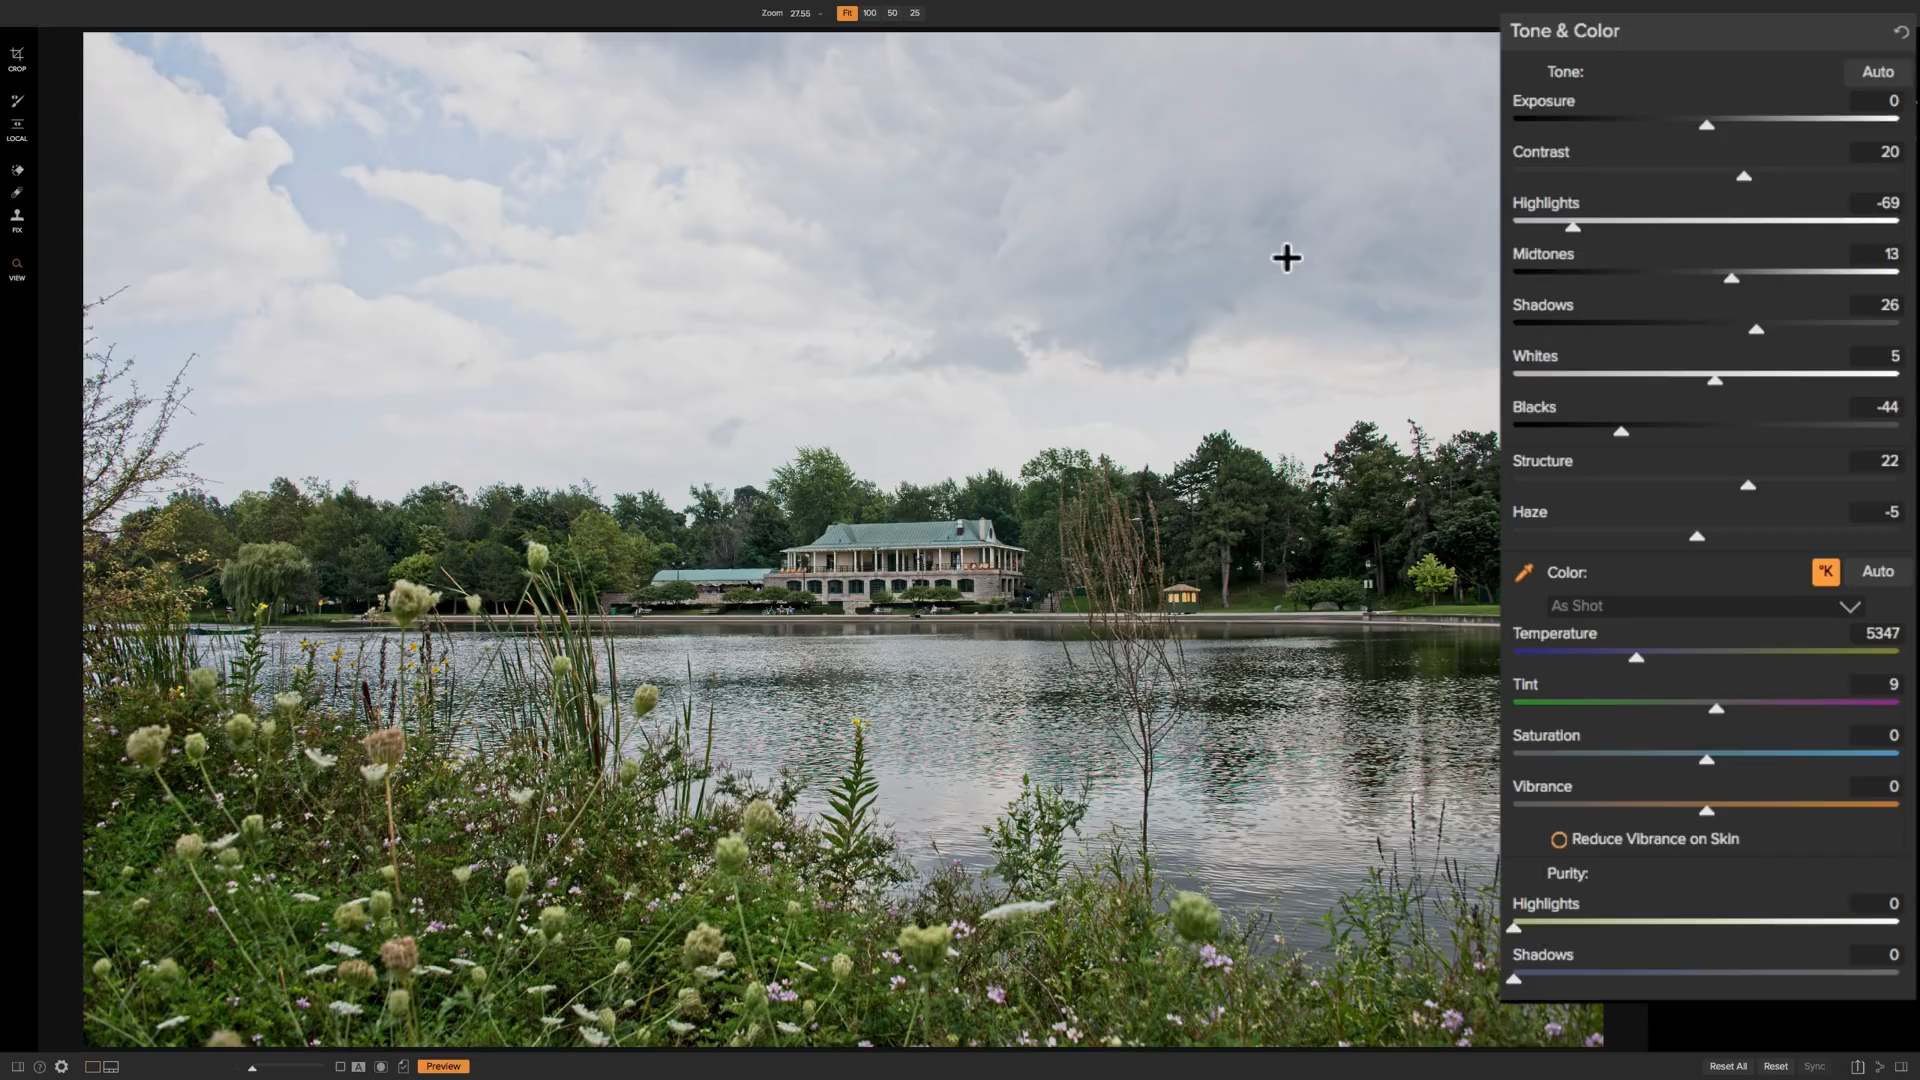 Zoom 27.55 Fit 100 50 25
CROP
LOCAL
FIX
VIEW
Tone & Color
Tone: Auto
Exposure 0
Contrast 20
Highlights -69
Midtones 13
Shadows 26
Whites 5
Blacks -44
Structure 22
Haze -5
Color: °K Auto
As Shot
Temperature 5347
Tint 9
Saturation 0
Vibrance 0
Reduce Vibrance on Skin
Purity:
Highlights 0
Shadows 0
? A Preview Reset All Reset Sync